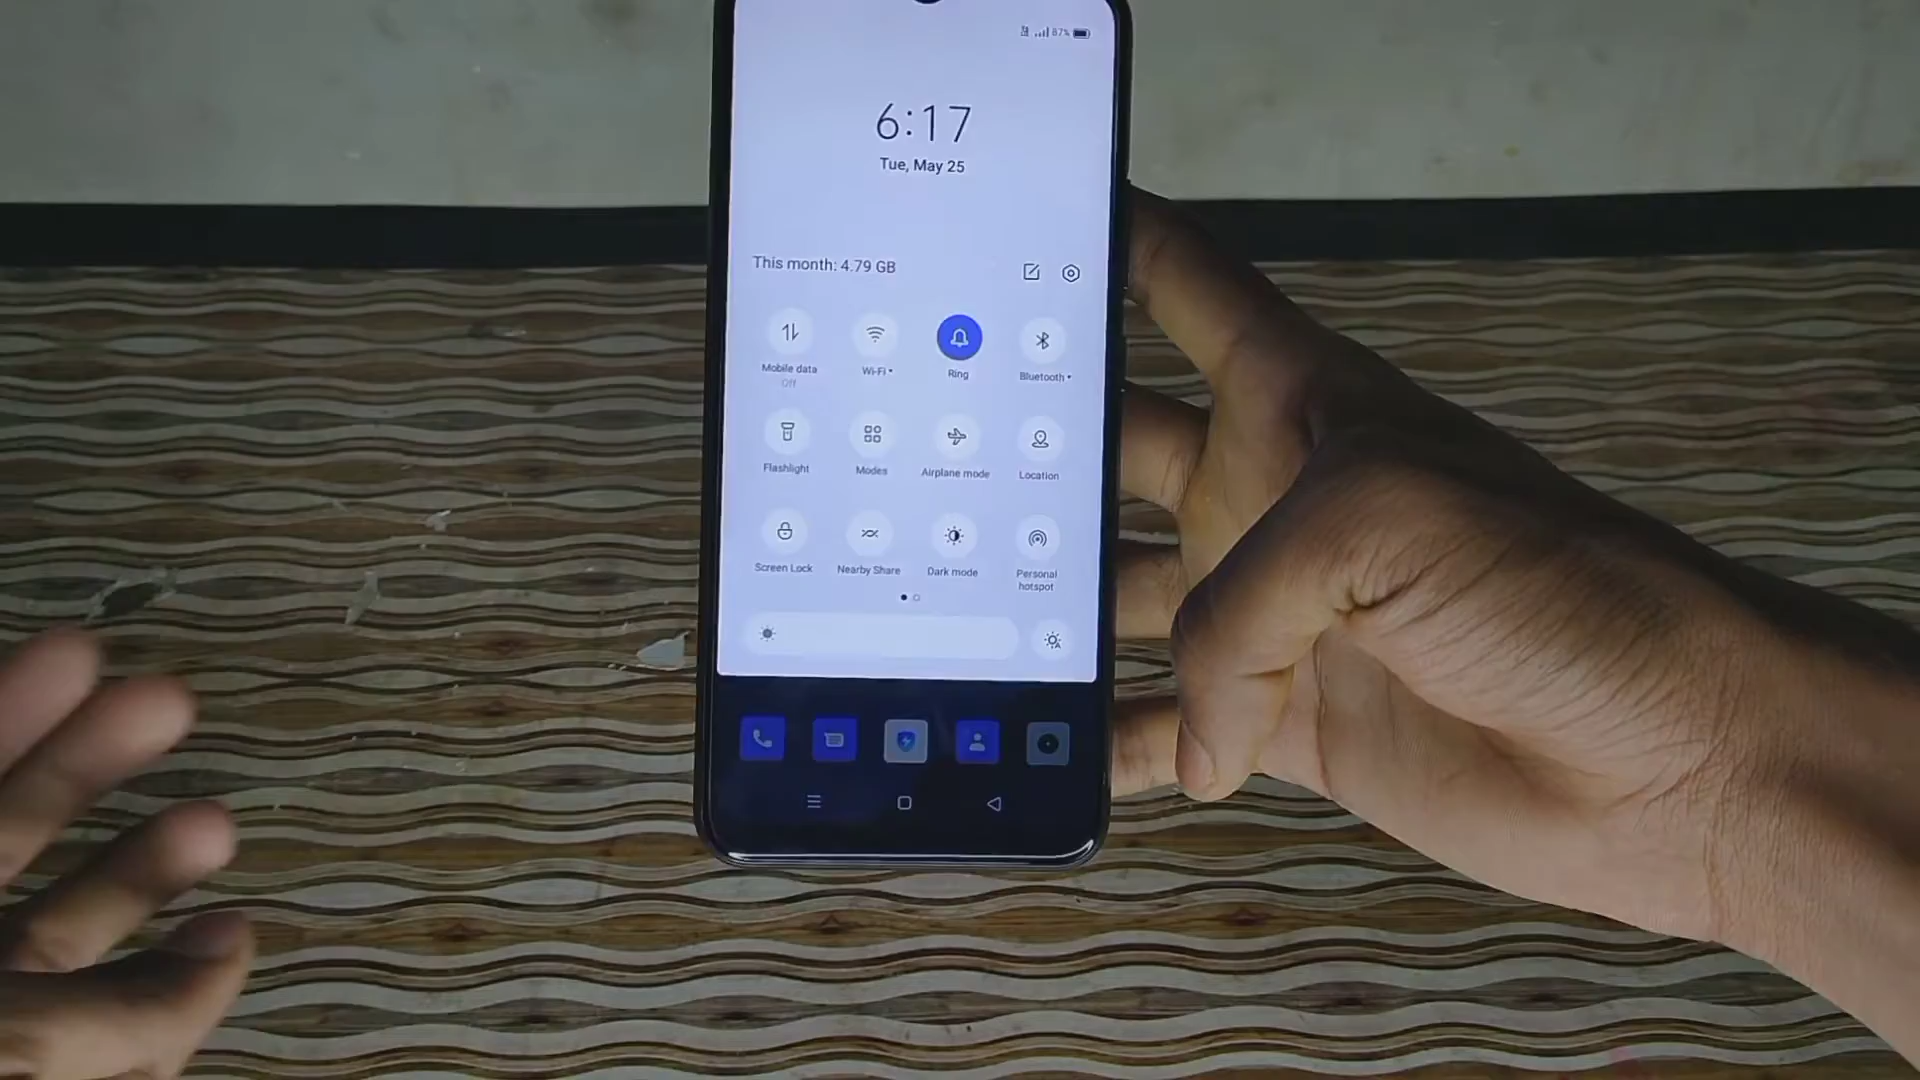 87%
6:17
Tue, May 25
This month: 4.79 GB
Mobile data
Off
Wi-Fi
Ring
Bluetooth
Flashlight
Modes
Airplane mode
Location
Screen Lock
Nearby Share
Dark mode
Personal
hotspot